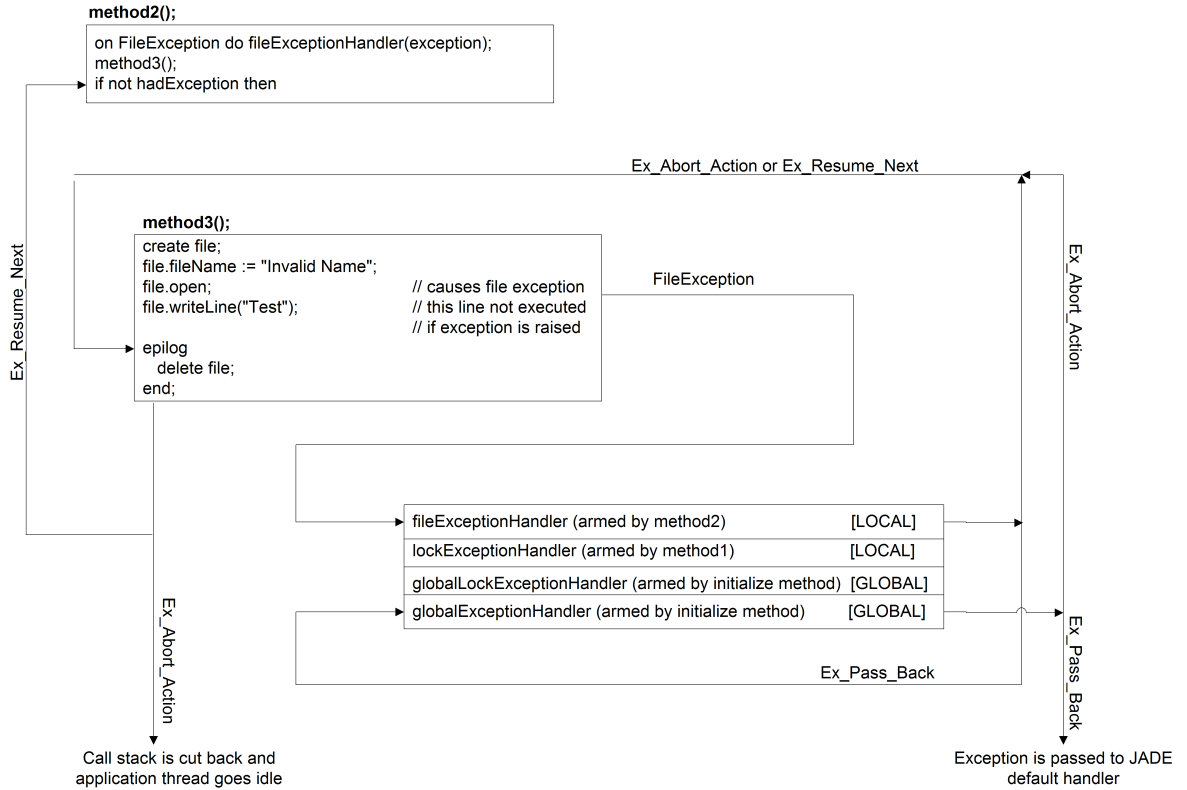 method2();
on FileException do fileExceptionHandler(exception);
method3();
if not hadException then
Ex_Abort_Action or Ex_Resume_Next
method3();
create file;
file.fileName := "Invalid Name";
file.open; // causes file exception
file.writeLine("Test"); // this line not executed
// if exception is raised
epilog
delete file;
end;
FileException
Ex_Resume_Next
Ex_Abort_Action
fileExceptionHandler (armed by method2) [LOCAL]
lockExceptionHandler (armed by method1) [LOCAL]
globalLockExceptionHandler (armed by initialize method) [GLOBAL]
globalExceptionHandler (armed by initialize method) [GLOBAL]
Ex_Abort_Action
Ex_Pass_Back
Ex_Pass_Back
Call stack is cut back and
application thread goes idle
Exception is passed to JADE
default handler